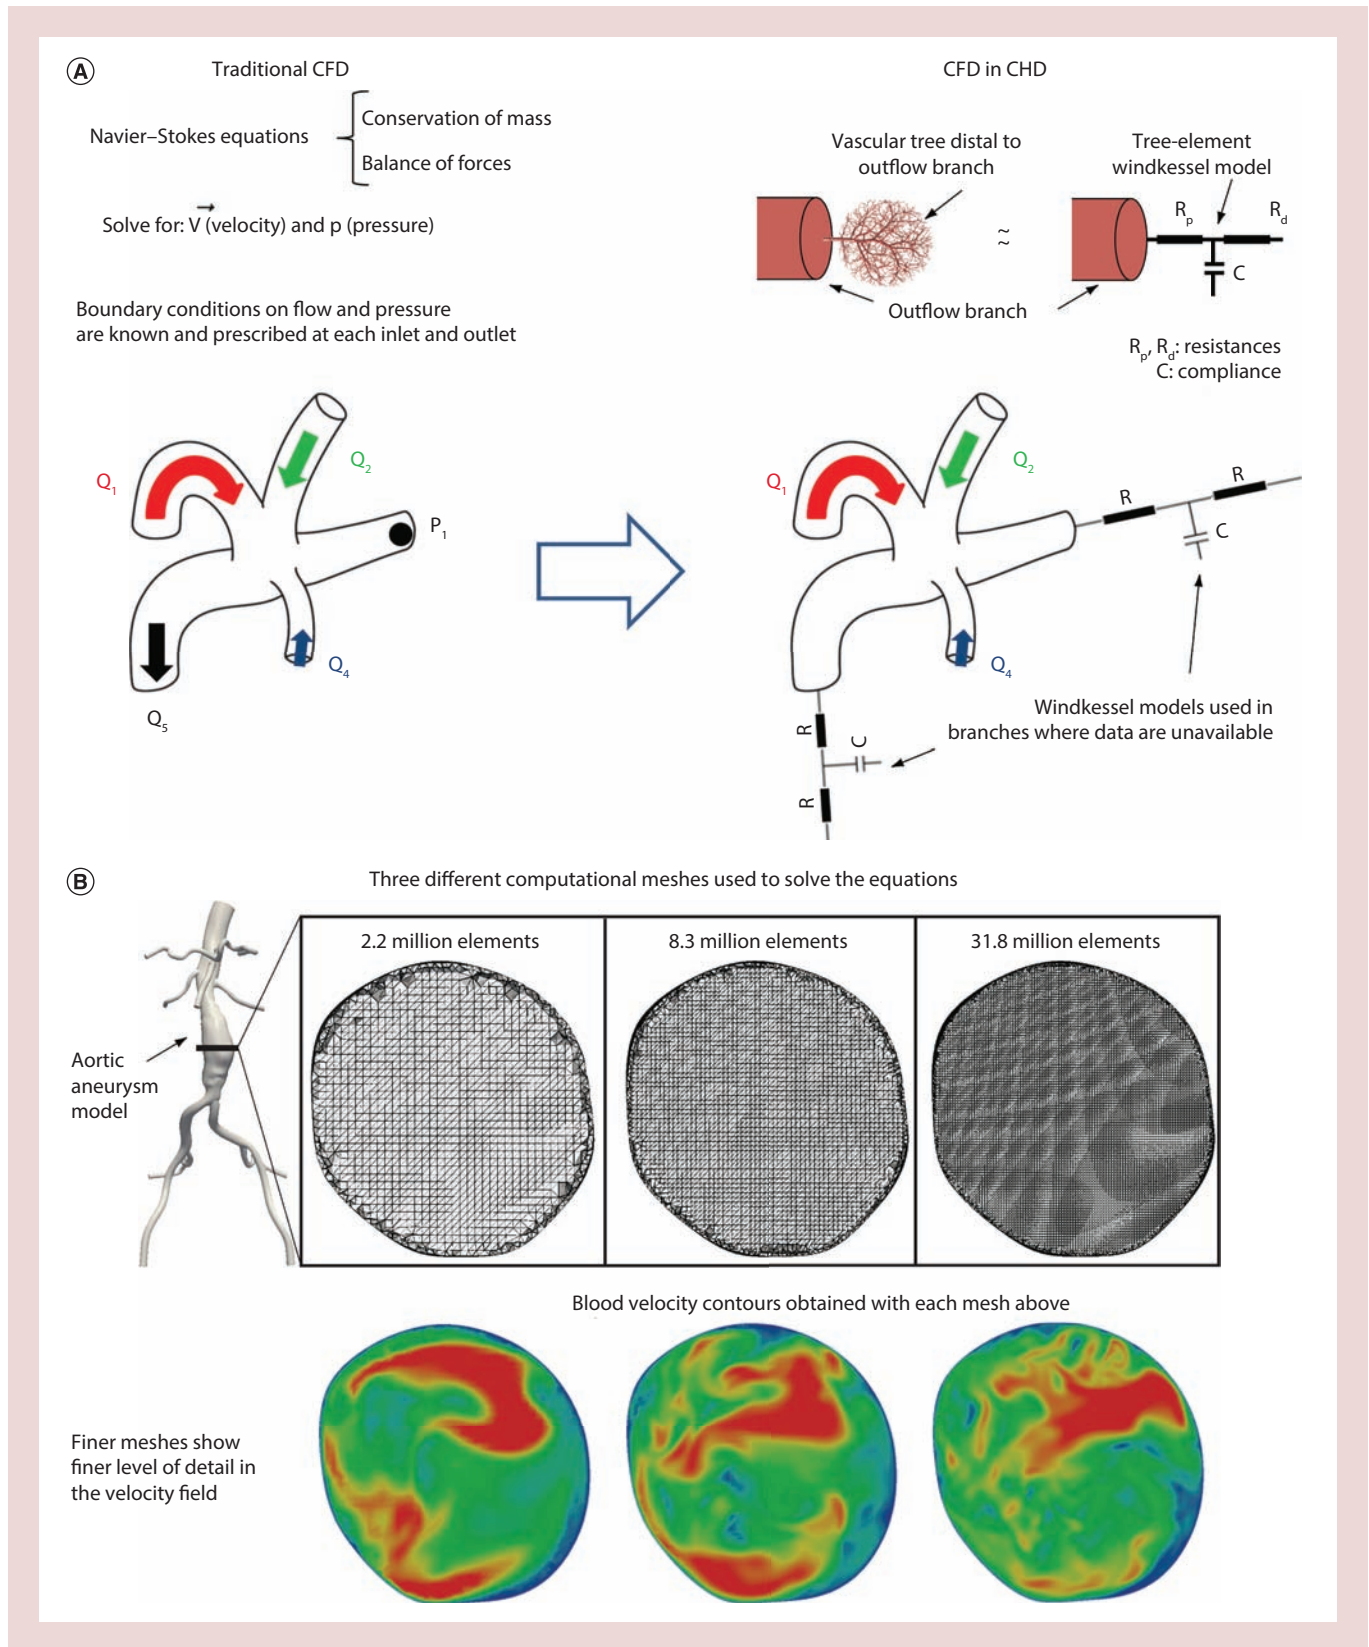 A
Traditional CFD
Navier–Stokes equations
Conservation of mass
Balance of forces
Solve for: V (velocity) and p (pressure)
Boundary conditions on flow and pressure
are known and prescribed at each inlet and outlet
Q1
Q2
P1
Q4
Q5
CFD in CHD
Vascular tree distal to
outflow branch
Tree-element
windkessel model
Rp
Rd
≈
C
Outflow branch
Rp, Rd: resistances
C: compliance
Q1
Q2
R
R
C
Q4
Windkessel models used in
branches where data are unavailable
R
C
R
B
Three different computational meshes used to solve the equations
2.2 million elements
8.3 million elements
31.8 million elements
Aortic
aneurysm
model
Blood velocity contours obtained with each mesh above
Finer meshes show
finer level of detail in
the velocity field